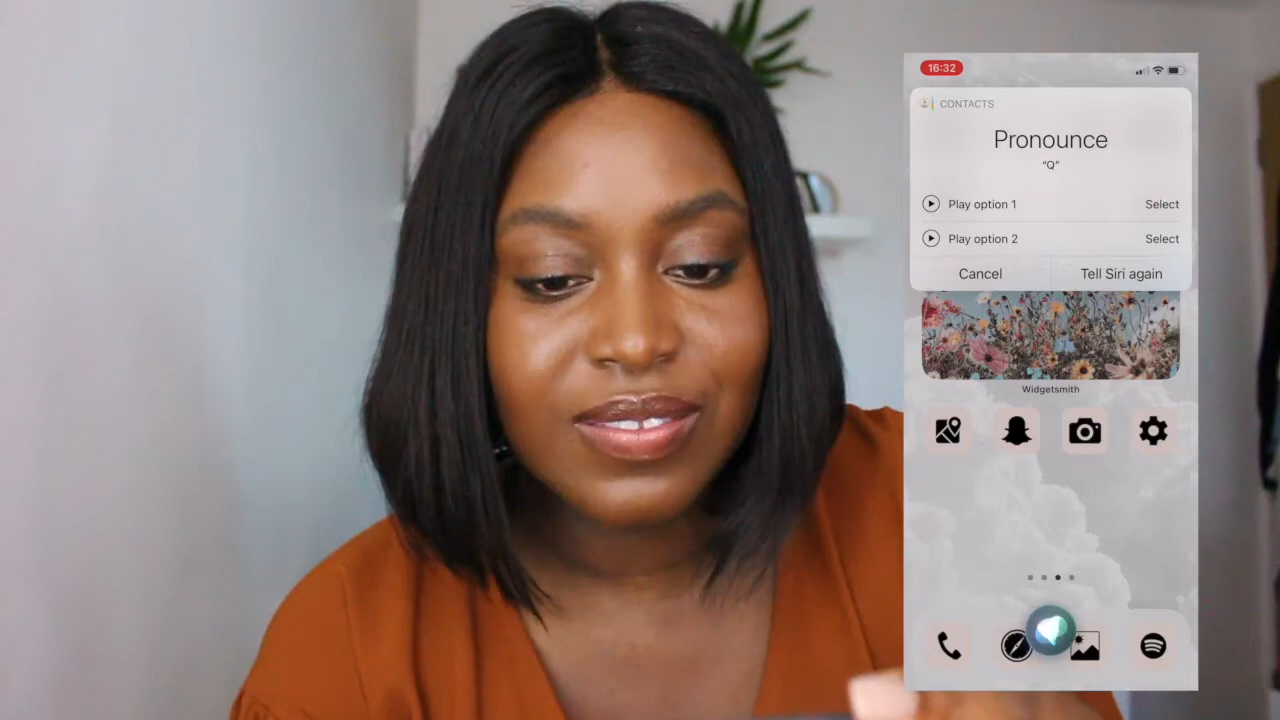 16:32
CONTACTS
Pronounce
“Q”
Play option 1 Select
Play option 2 Select
Cancel Tell Siri again
Widgetsmith